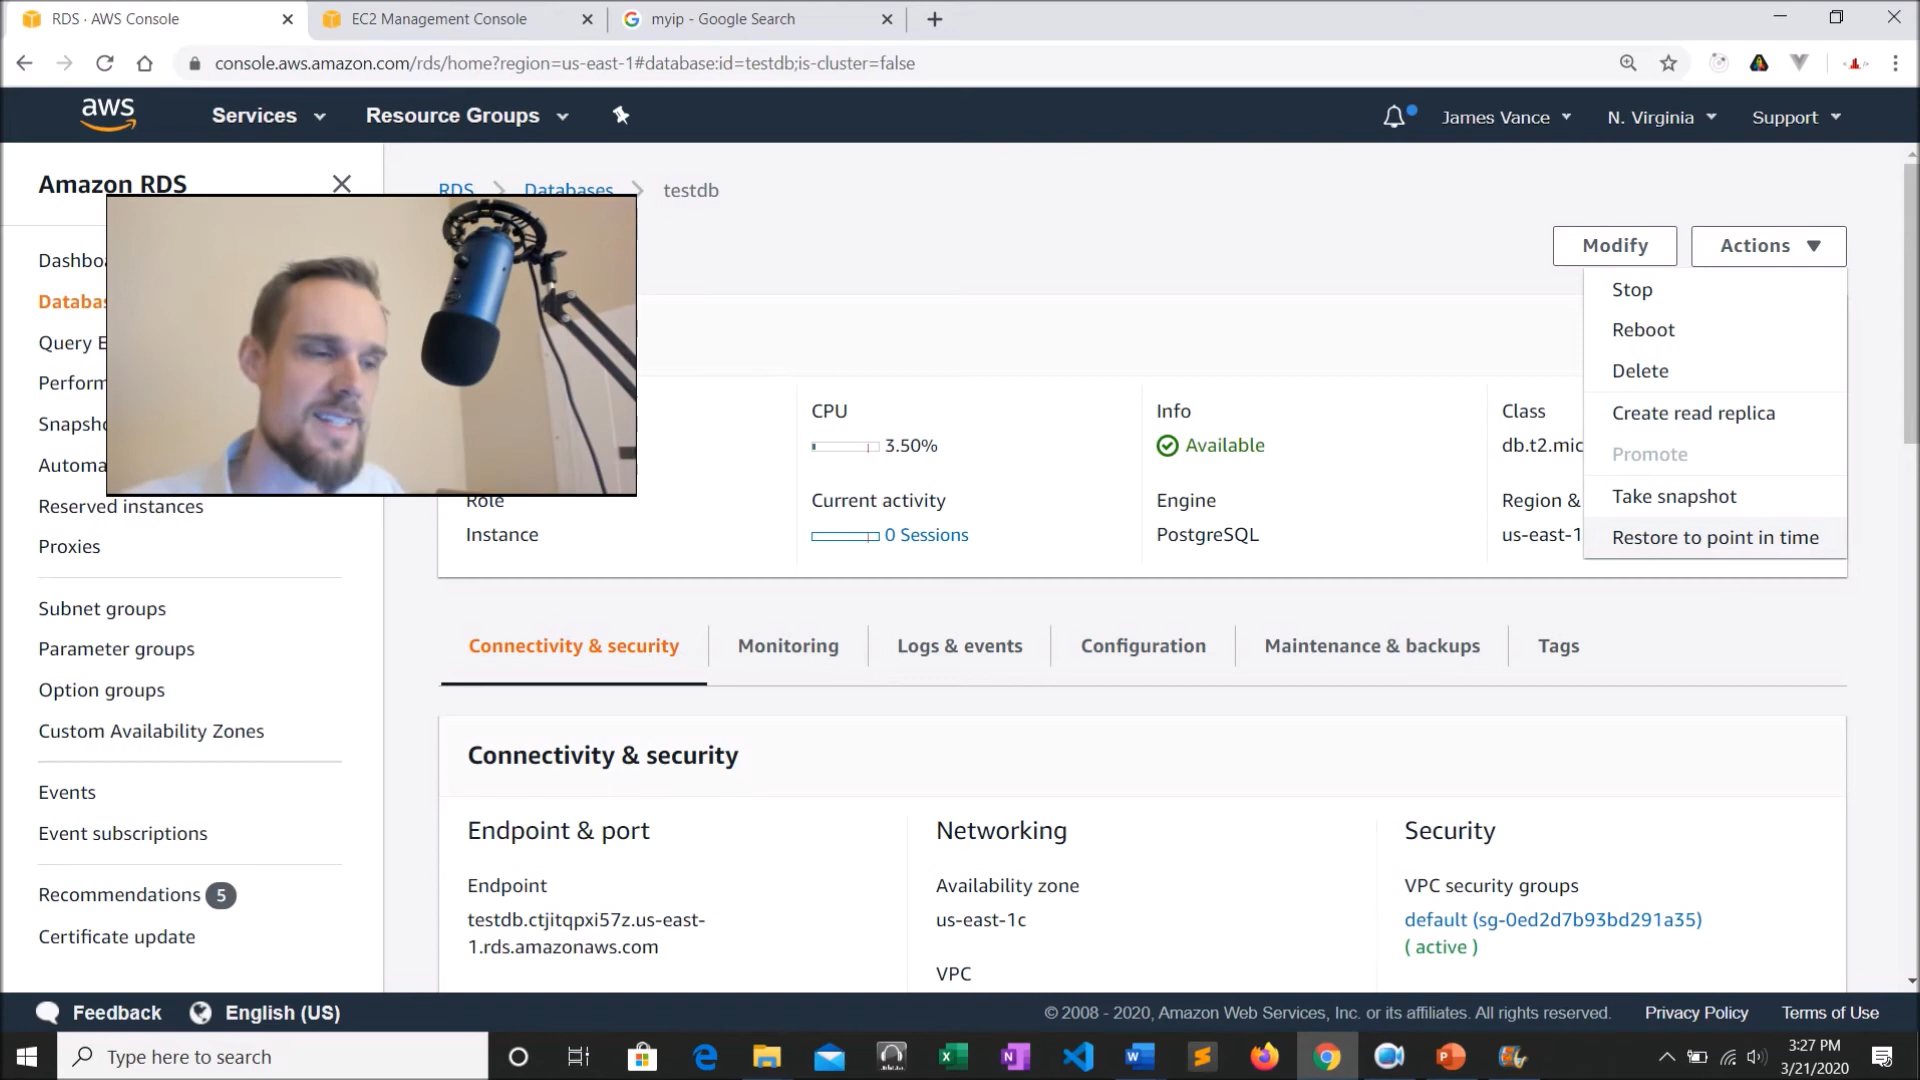 RDS · AWS Console
EC2 Management Console
myip - Google Search
console.aws.amazon.com/rds/home?region=us-east-1#database:id=testdb;is-cluster=false
aws
Services
Resource Groups
James Vance
N. Virginia
Support
Amazon RDS
RDS
Databases
testdb
Modify
Actions
Stop
Reboot
Delete
Create read replica
Promote
Take snapshot
Restore to point in time
Reserved instances
Proxies
Subnet groups
Parameter groups
Option groups
Custom Availability Zones
Events
Event subscriptions
Recommendations 5
Certificate update
CPU
3.50%
Info
Available
Class
db.t2.mic
Role
Instance
Current activity
0 Sessions
Engine
PostgreSQL
Region &
us-east-1
Connectivity & security
Monitoring
Logs & events
Configuration
Maintenance & backups
Tags
Connectivity & security
Endpoint & port
Endpoint
testdb.ctjitqpxi57z.us-east-
1.rds.amazonaws.com
Networking
Availability zone
us-east-1c
VPC
Security
VPC security groups
default (sg-0ed2d7b93bd291a35)
( active )
Feedback
English (US)
© 2008 - 2020, Amazon Web Services, Inc. or its affiliates. All rights reserved.
Privacy Policy
Terms of Use
Type here to search
3:27 PM
3/21/2020